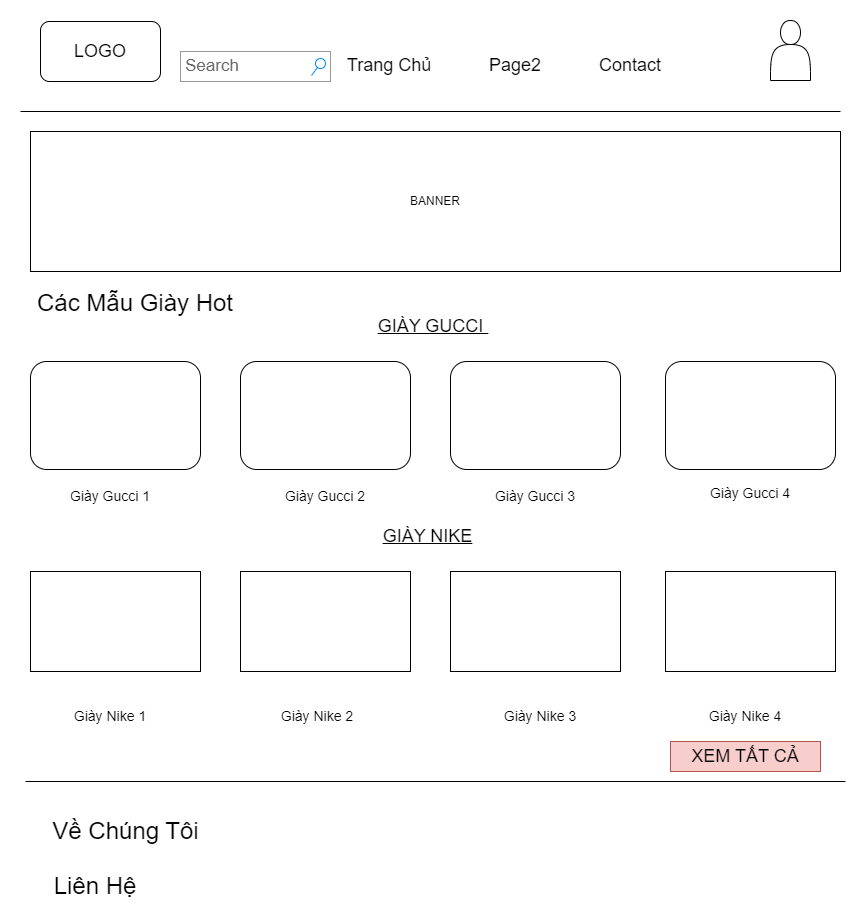 LOGO
Search
Trang Chủ
Page2
Contact
BANNER
Các Mẫu Giày Hot
GIÀY GUCCI
Giày Gucci 1
Giày Gucci 2
Giày Gucci 3
Giày Gucci 4
GIÀY NIKE
Giày Nike 1
Giày Nike 2
Giày Nike 3
Giày Nike 4
XEM TẤT CẢ
Về Chúng Tôi
Liên Hệ